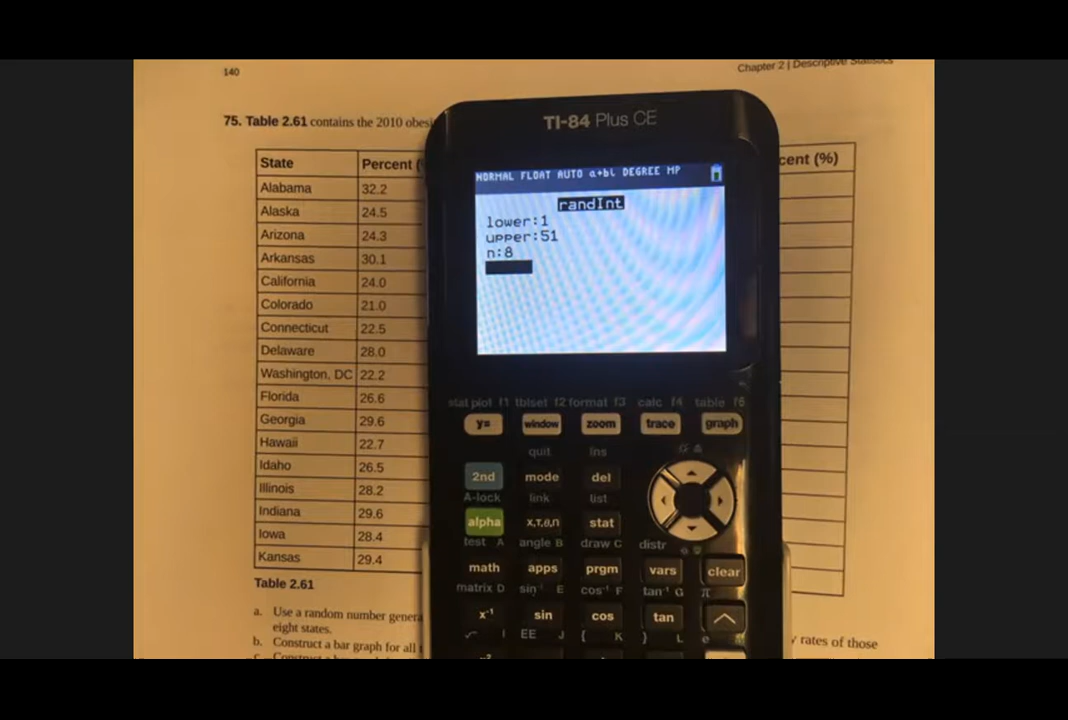 140
Chapter 2 | Descriptive Statistics
75. Table 2.61 contains the 2010
State Percent
cent (%)
Alabama 32.2
Alaska 24.5
Arizona 24.3
Arkansas 30.1
California 24.0
Colorado 21.0
Connecticut 22.5
Delaware 28.0
Washington, DC 22.2
Florida 26.6
Georgia 29.6
Hawaii 22.7
Idaho 26.5
Illinois 28.2
Indiana 29.6
Iowa 28.4
Kansas 29.4
Table 2.61
a. Use a random number
eight states.
b. Construct a bar graph for all
rates of those
TI-84 Plus CE
NORMAL FLOAT AUTO a+bi DEGREE MP
randInt
lower:1
upper:51
n:8
stat plot f1 tblset f2 format f3 calc f4 table f5
y= window zoom trace graph
quit ins
2nd mode del
A-lock link list
alpha X,T,θ,n stat
test A angle B draw C distr
math apps prgm vars clear
matrix D sin⁻¹ E cos⁻¹ F tan⁻¹ G π
x⁻¹ sin cos tan ^
√ I EE J { K } L e